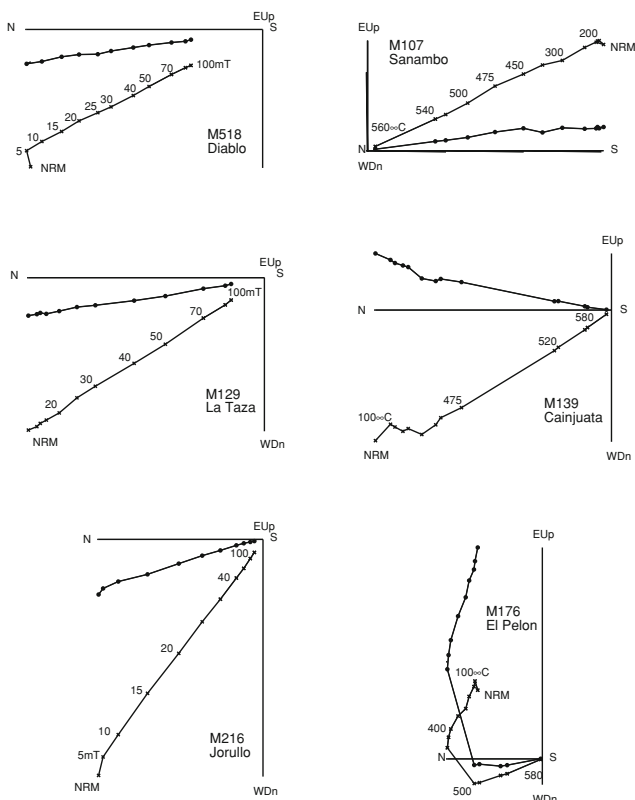 EUp
N
S
100mT
70
50
40
30
25
20
15
10
5
NRM
M518
Diablo
M107
Sanambo
200
NRM
300
450
475
500
540
560∞C
N
S
WDn
EUp
N
S
100mT
70
50
40
30
20
NRM
M129
La Taza
WDn
EUp
N
S
580
520
475
100∞C
NRM
M139
Cainjuata
WDn
EUp
N
S
100
40
20
15
10
5mT
NRM
M216
Jorullo
WDn
EUp
M176
El Pelon
100∞C
NRM
400
N
S
580
500
WDn